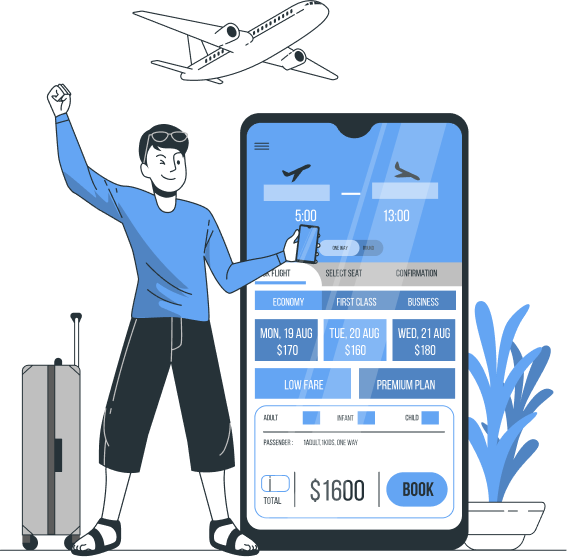 5:00 13:00
ONE WAY
FLIGHT SELECT SEAT CONFIRMATION
ECONOMY FIRST CLASS BUSINESS
MON, 19 AUG TUE, 20 AUG WED, 21 AUG
$170 $160 $180
LOW FARE PREMIUM PLAN
ADULT INFANT CHILD
PASSENGER : 1ADULT, 1KIDS, ONE WAY
TOTAL $1600 BOOK